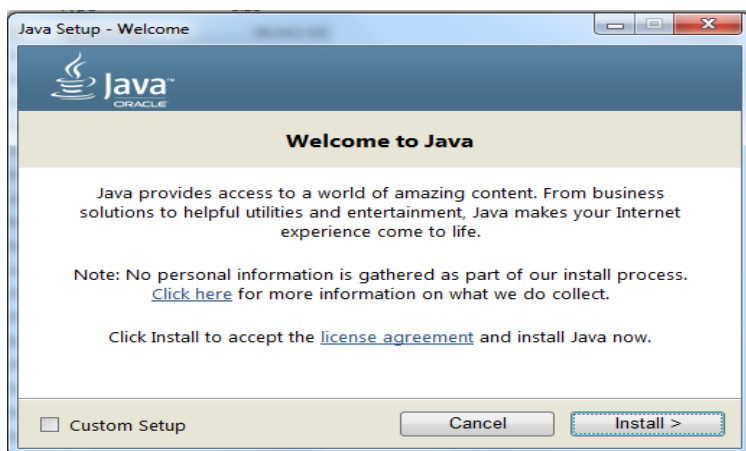 Java Setup - Welcome
Java™
ORACLE
Welcome to Java
Java provides access to a world of amazing content. From business
solutions to helpful utilities and entertainment, Java makes your Internet
experience come to life.
Note: No personal information is gathered as part of our install process.
Click here for more information on what we do collect.
Click Install to accept the license agreement and install Java now.
Custom Setup
Cancel
Install >